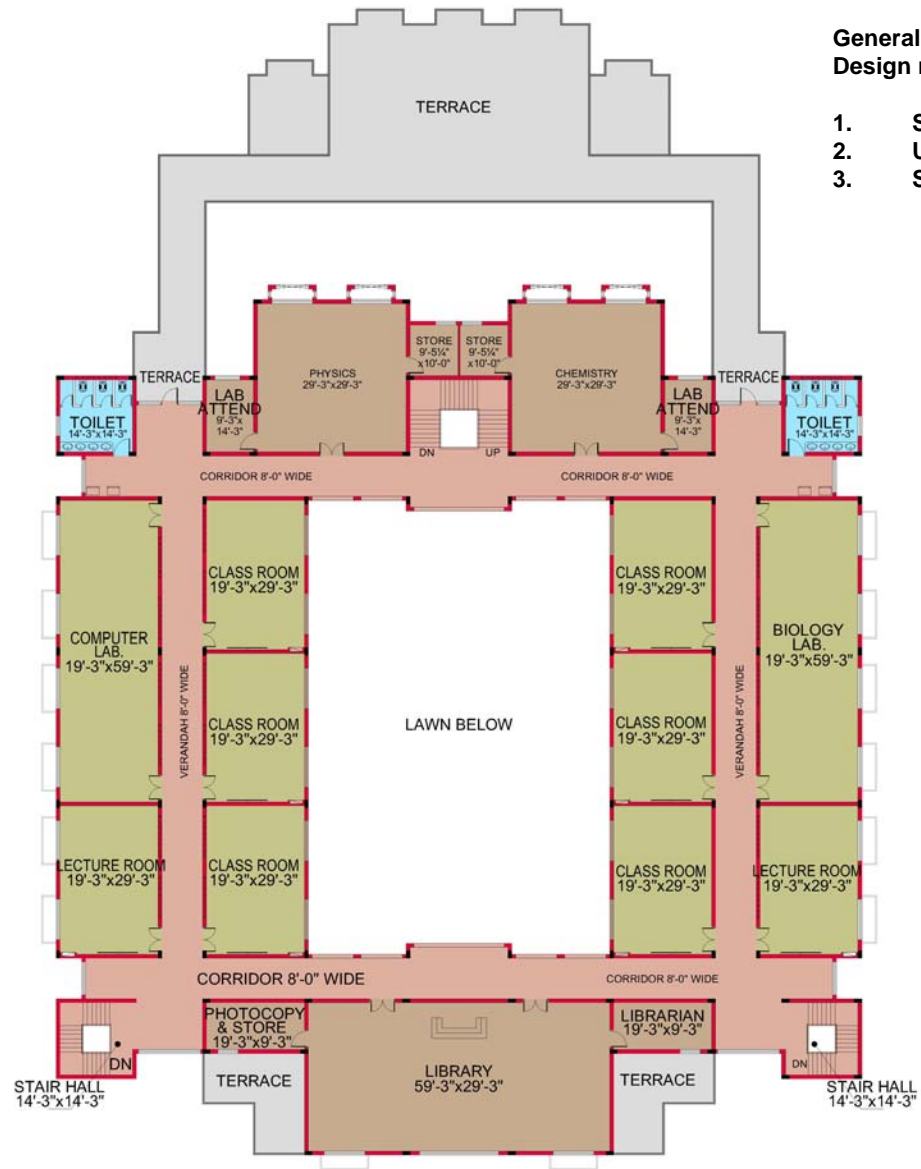 General
Design
1. S
2. U
3. S
TERRACE
STORE
9'-5¼"
x10'-0"
STORE
9'-5¼"
x10'-0"
PHYSICS
29'-3"x29'-3"
CHEMISTRY
29'-3"x29'-3"
TERRACE
TERRACE
LAB
ATTEND
9'-3"x
14'-3"
LAB
ATTEND
9'-3"x
14'-3"
TOILET
14'-3"x14'-3"
TOILET
14'-3"x14'-3"
DN
UP
CORRIDOR 8'-0" WIDE
CORRIDOR 8'-0" WIDE
CLASS ROOM
19'-3"x29'-3"
CLASS ROOM
19'-3"x29'-3"
COMPUTER
LAB.
19'-3"x59'-3"
BIOLOGY
LAB.
19'-3"x59'-3"
VERANDAH 8'-0" WIDE
VERANDAH 8'-0" WIDE
CLASS ROOM
19'-3"x29'-3"
LAWN BELOW
CLASS ROOM
19'-3"x29'-3"
LECTURE ROOM
19'-3"x29'-3"
CLASS ROOM
19'-3"x29'-3"
CLASS ROOM
19'-3"x29'-3"
LECTURE ROOM
19'-3"x29'-3"
CORRIDOR 8'-0" WIDE
CORRIDOR 8'-0" WIDE
PHOTOCOPY
& STORE
19'-3"x9'-3"
LIBRARIAN
19'-3"x9'-3"
DN
DN
LIBRARY
59'-3"x29'-3"
TERRACE
TERRACE
STAIR HALL
14'-3"x14'-3"
STAIR HALL
14'-3"x14'-3"